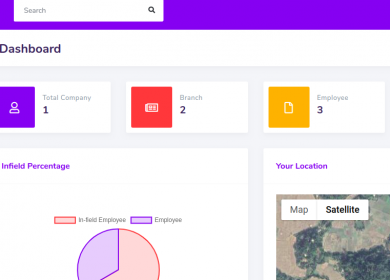 Search
Dashboard
Total Company
1
Branch
2
Employee
3
Infield Percentage
In-field Employee
Employee
Your Location
Map
Satellite